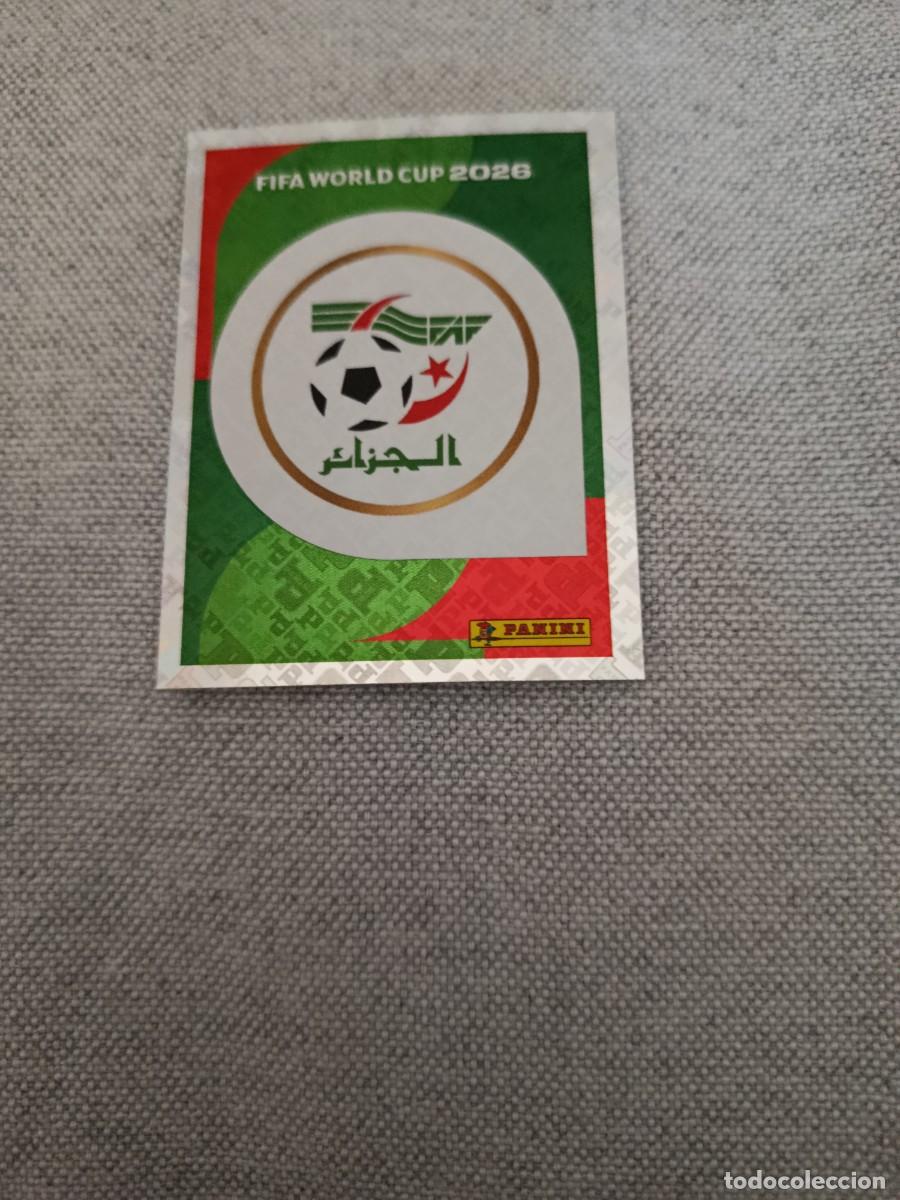 FIFA WORLD CUP 2026
FAF
الجزائر
PANINI
todocoleccion